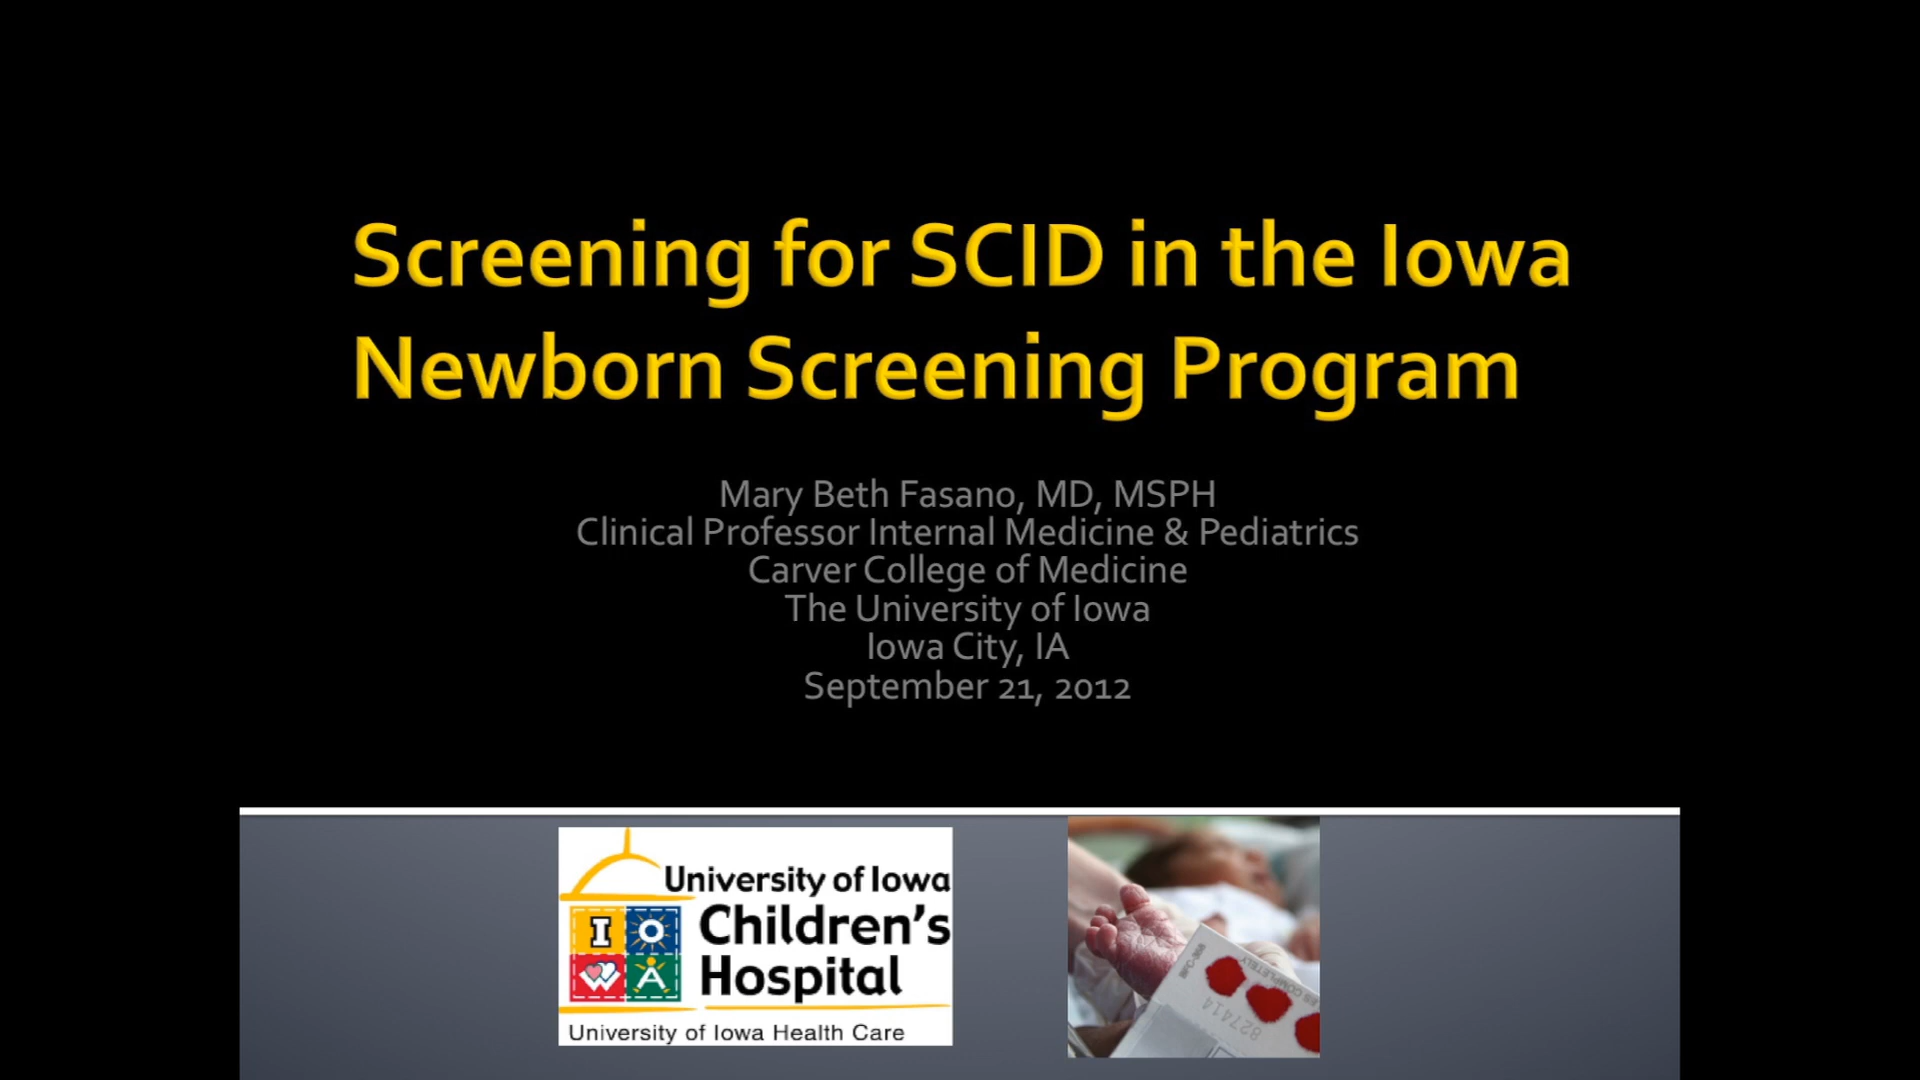 Screening for SCID in the Iowa
Newborn Screening Program
Mary Beth Fasano, MD, MSPH
Clinical Professor Internal Medicine & Pediatrics
Carver College of Medicine
The University of Iowa
Iowa City, IA
September 21, 2012
University of Iowa
Children's
Hospital
I O
W A
University of Iowa Health Care
COMPLETELY
827414